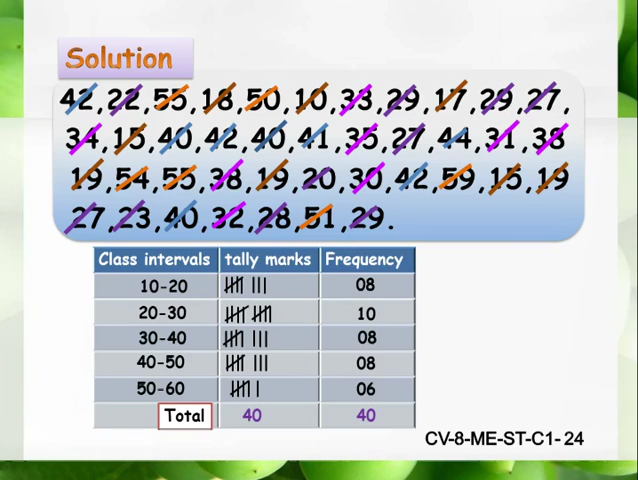 Solution
42,22,55,18,50,10,33,29,17,29,27,
34,15,40,42,40,41,35,27,44,31,38
19,54,55,38,19,20,30,42,59,15,19
27,23,40,32,28,51,29.
Class intervals tally marks Frequency
10-20 08
20-30 10
30-40 08
40-50 08
50-60 06
Total 40 40
CV-8-ME-ST-C1- 24